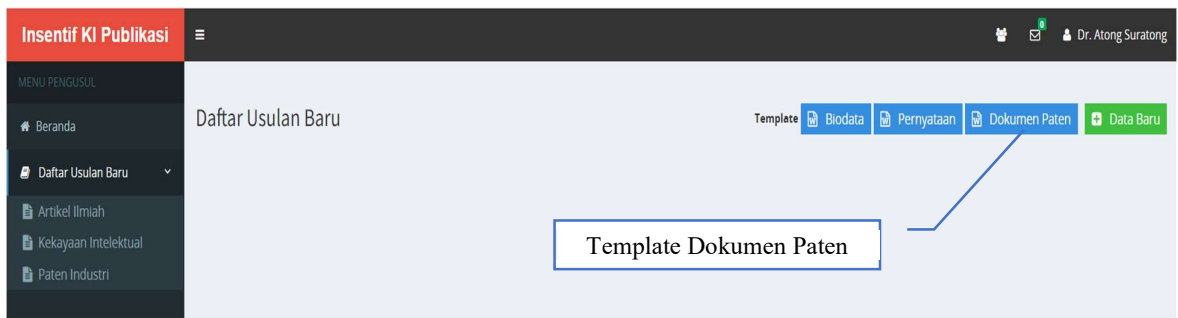 Insentif KI Publikasi
0
Dr. Atong Suratong
MENU PENGUSUL
Beranda
Daftar Usulan Baru
Template Biodata Pernyataan Dokumen Paten Data Baru
Daftar Usulan Baru
Artikel Ilmiah
Kekayaan Intelektual
Paten Industri
Template Dokumen Paten